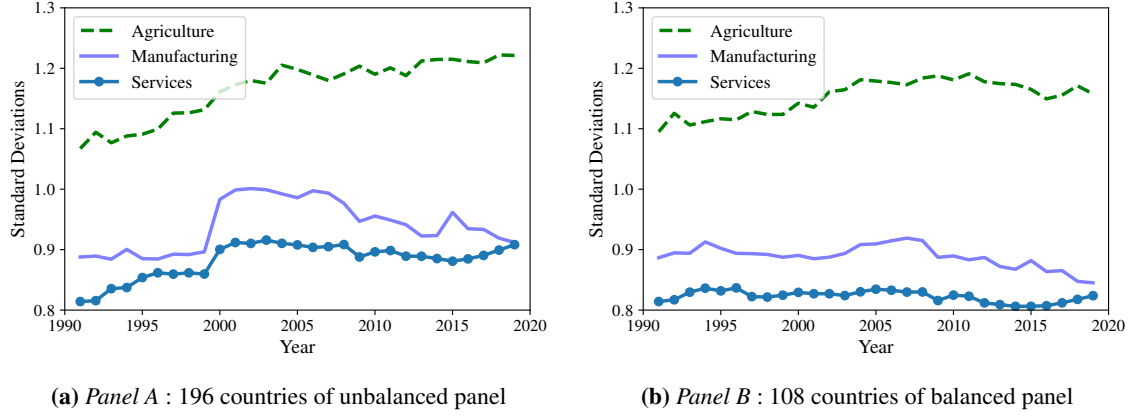 1.3
1.2
1.1
1.0
0.9
0.8
Standard Deviations
Agriculture
Manufacturing
Services
1990 1995 2000 2005 2010 2015 2020
Year
(a) Panel A : 196 countries of unbalanced panel
1.3
1.2
1.1
1.0
0.9
0.8
Standard Deviations
Agriculture
Manufacturing
Services
1990 1995 2000 2005 2010 2015 2020
Year
(b) Panel B : 108 countries of balanced panel